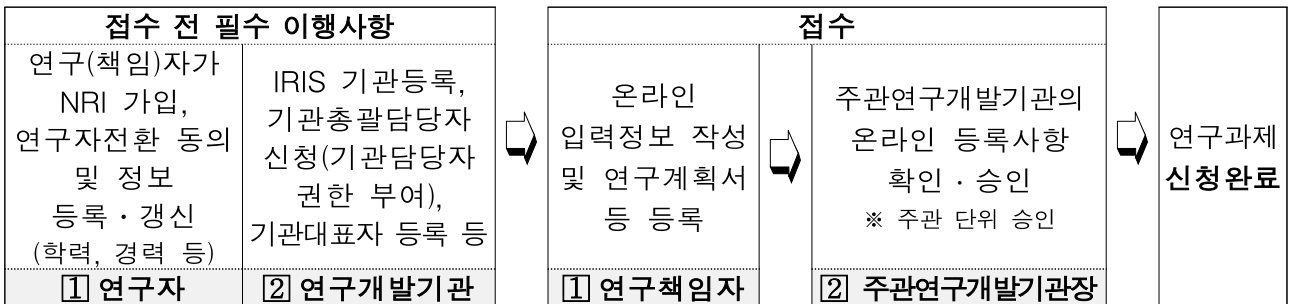 접수 전 필수 이행사항
연구(책임)자가
NRI 가입,
연구자전환 동의
및 정보
등록·갱신
(학력, 경력 등)
1 연구자
IRIS 기관등록,
기관총괄담당자
신청(기관담당자
권한 부여),
기관대표자 등록 등
2 연구개발기관
접수
온라인
입력정보 작성
및 연구계획서
등 등록
1 연구책임자
주관연구개발기관의
온라인 등록사항
확인·승인
※ 주관 단위 승인
2 주관연구개발기관장
연구과제
신청완료